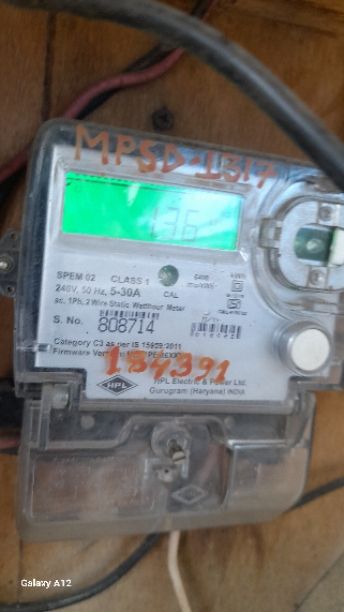 MPSD-1317
136
SPEM 02 CLASS 1
240V, 50 Hz, 5-30A
CAL
ac, 1Ph, 2 Wire Static Watthour Meter
S. No. 808714
Category C3 as per IS 15959:2011
Firmware
184391
HPL
HPL Electric & Power Ltd.
Gurugram (Haryana) INDIA
Galaxy A12